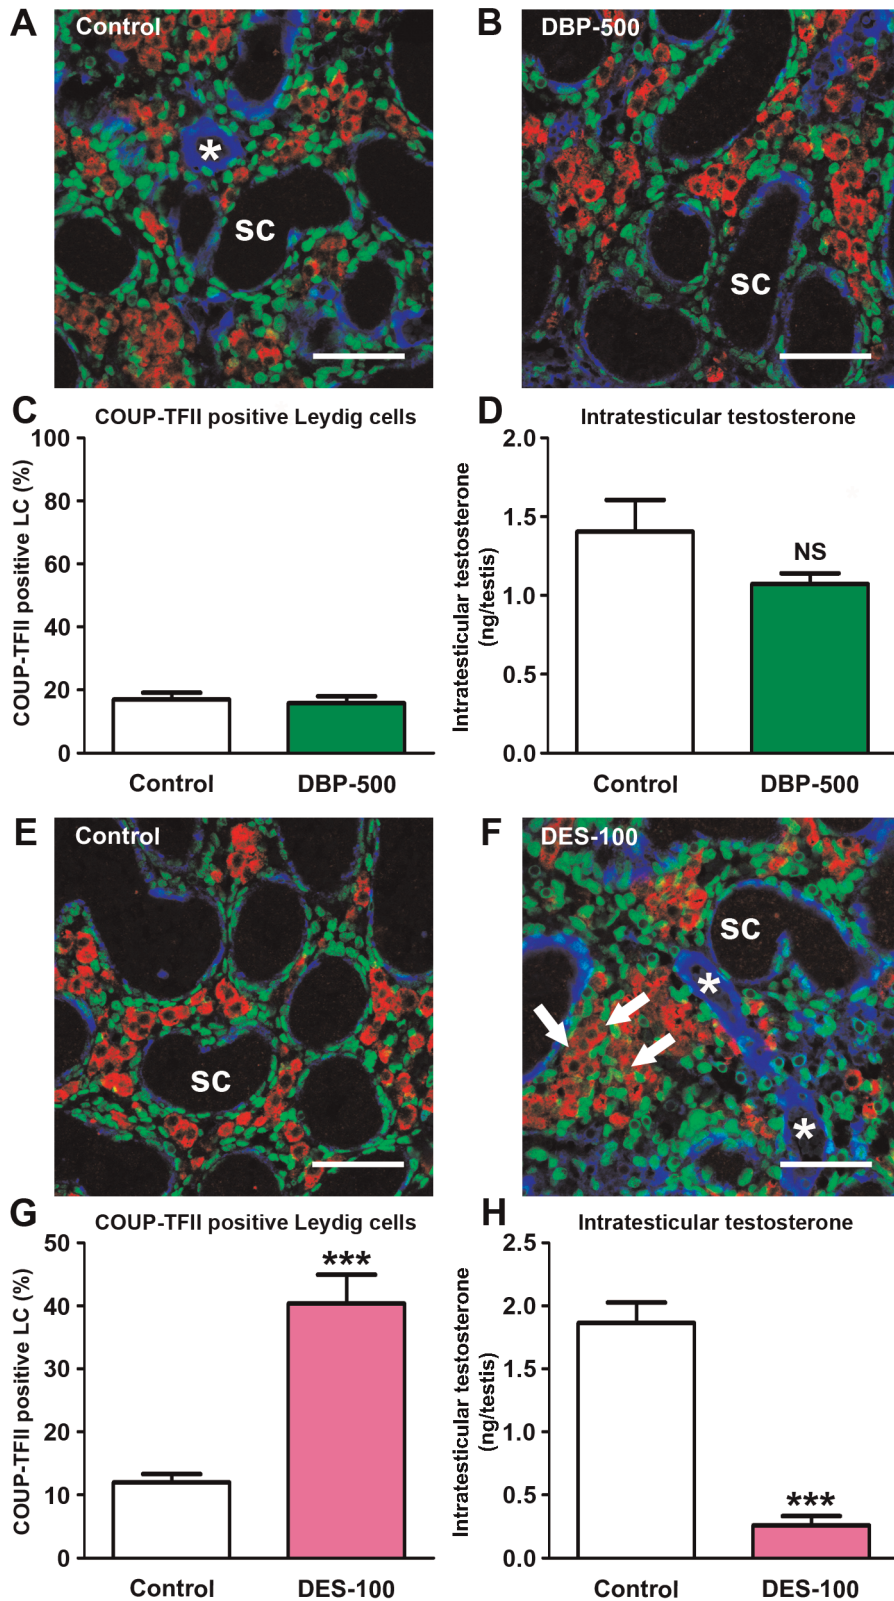 A
Control
*
SC
B
DBP-500
SC
C
COUP-TFII positive Leydig cells
COUP-TFII positive LC (%)
100
80
60
40
20
0
Control
DBP-500
D
Intratesticular testosterone
Intratesticular testosterone
(ng/testis)
2.0
1.5
1.0
0.5
0.0
NS
Control
DBP-500
E
Control
SC
F
DES-100
SC
*
*
G
COUP-TFII positive Leydig cells
COUP-TFII positive LC (%)
50
40
30
20
10
0
***
Control
DES-100
H
Intratesticular testosterone
Intratesticular testosterone
(ng/testis)
2.5
2.0
1.5
1.0
0.5
0.0
***
Control
DES-100